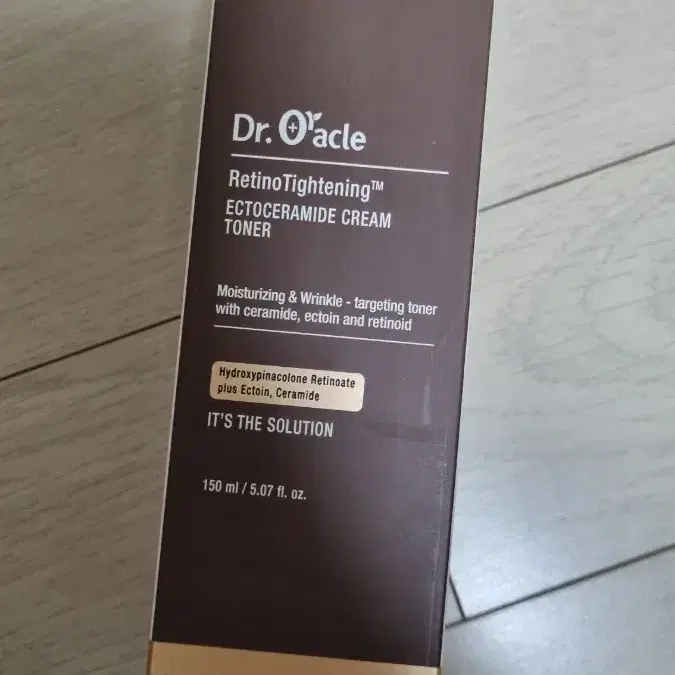 Dr. Oracle
RetinoTightening™
ECTOCERAMIDE CREAM
TONER
Moisturizing & Wrinkle - targeting toner
with ceramide, ectoin and retinoid
Hydroxypinacolone Retinoate
plus Ectoin, Ceramide
IT'S THE SOLUTION
150 ml / 5.07 fl. oz.